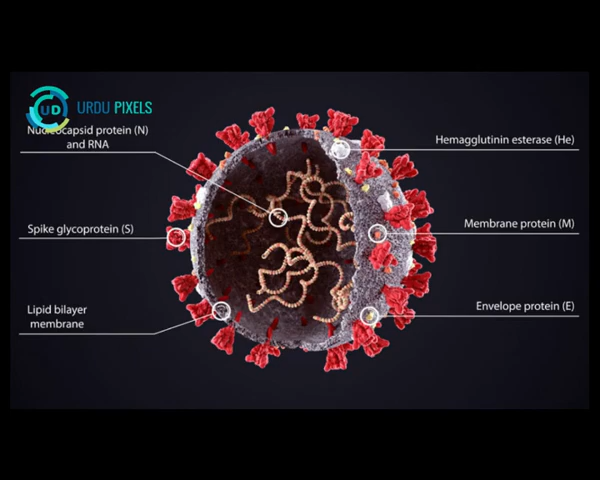 UD URDU PIXELS
Nucleocapsid protein (N)
and RNA
Hemagglutinin esterase (He)
Spike glycoprotein (S)
Membrane protein (M)
Lipid bilayer
membrane
Envelope protein (E)